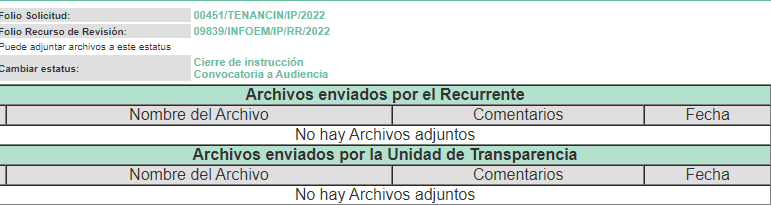 Folio Solicitud: 00451/TENANCIN/IP/2022
Folio Recurso de Revisión: 09839/INFOEM/IP/RR/2022
Puede adjuntar archivos a este estatus
Cambiar estatus: Cierre de instrucción
Convocatoria a Audiencia
Archivos enviados por el Recurrente
Nombre del Archivo Comentarios Fecha
No hay Archivos adjuntos
Archivos enviados por la Unidad de Transparencia
Nombre del Archivo Comentarios Fecha
No hay Archivos adjuntos